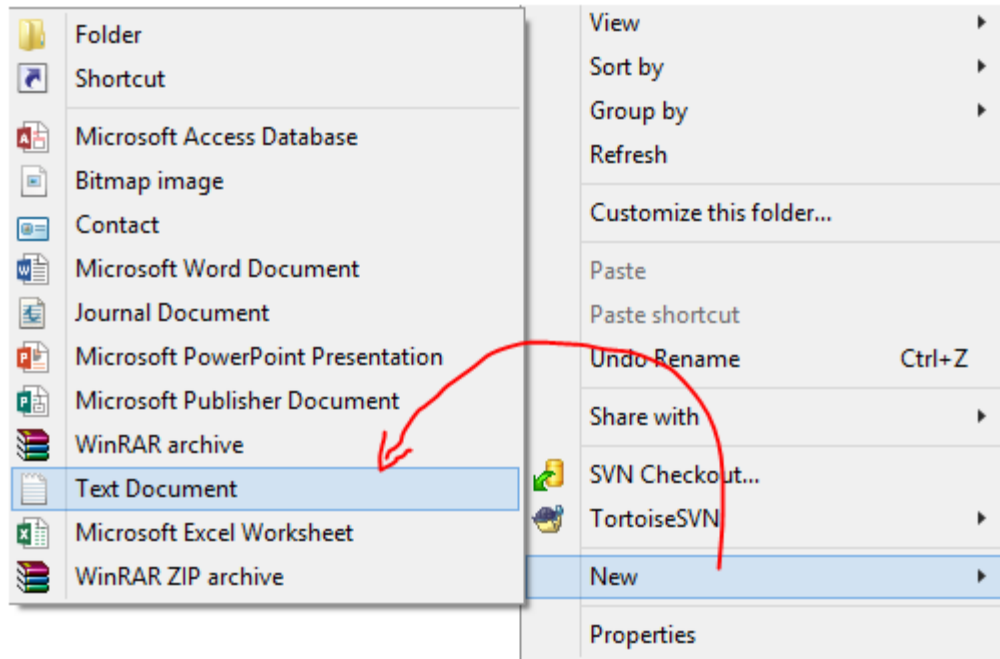 Folder
Shortcut
Microsoft Access Database
Bitmap image
Contact
Microsoft Word Document
Journal Document
Microsoft PowerPoint Presentation
Microsoft Publisher Document
WinRAR archive
Text Document
Microsoft Excel Worksheet
WinRAR ZIP archive
View
Sort by
Group by
Refresh
Customize this folder...
Paste
Paste shortcut
Undo Rename Ctrl+Z
Share with
SVN Checkout...
TortoiseSVN
New
Properties